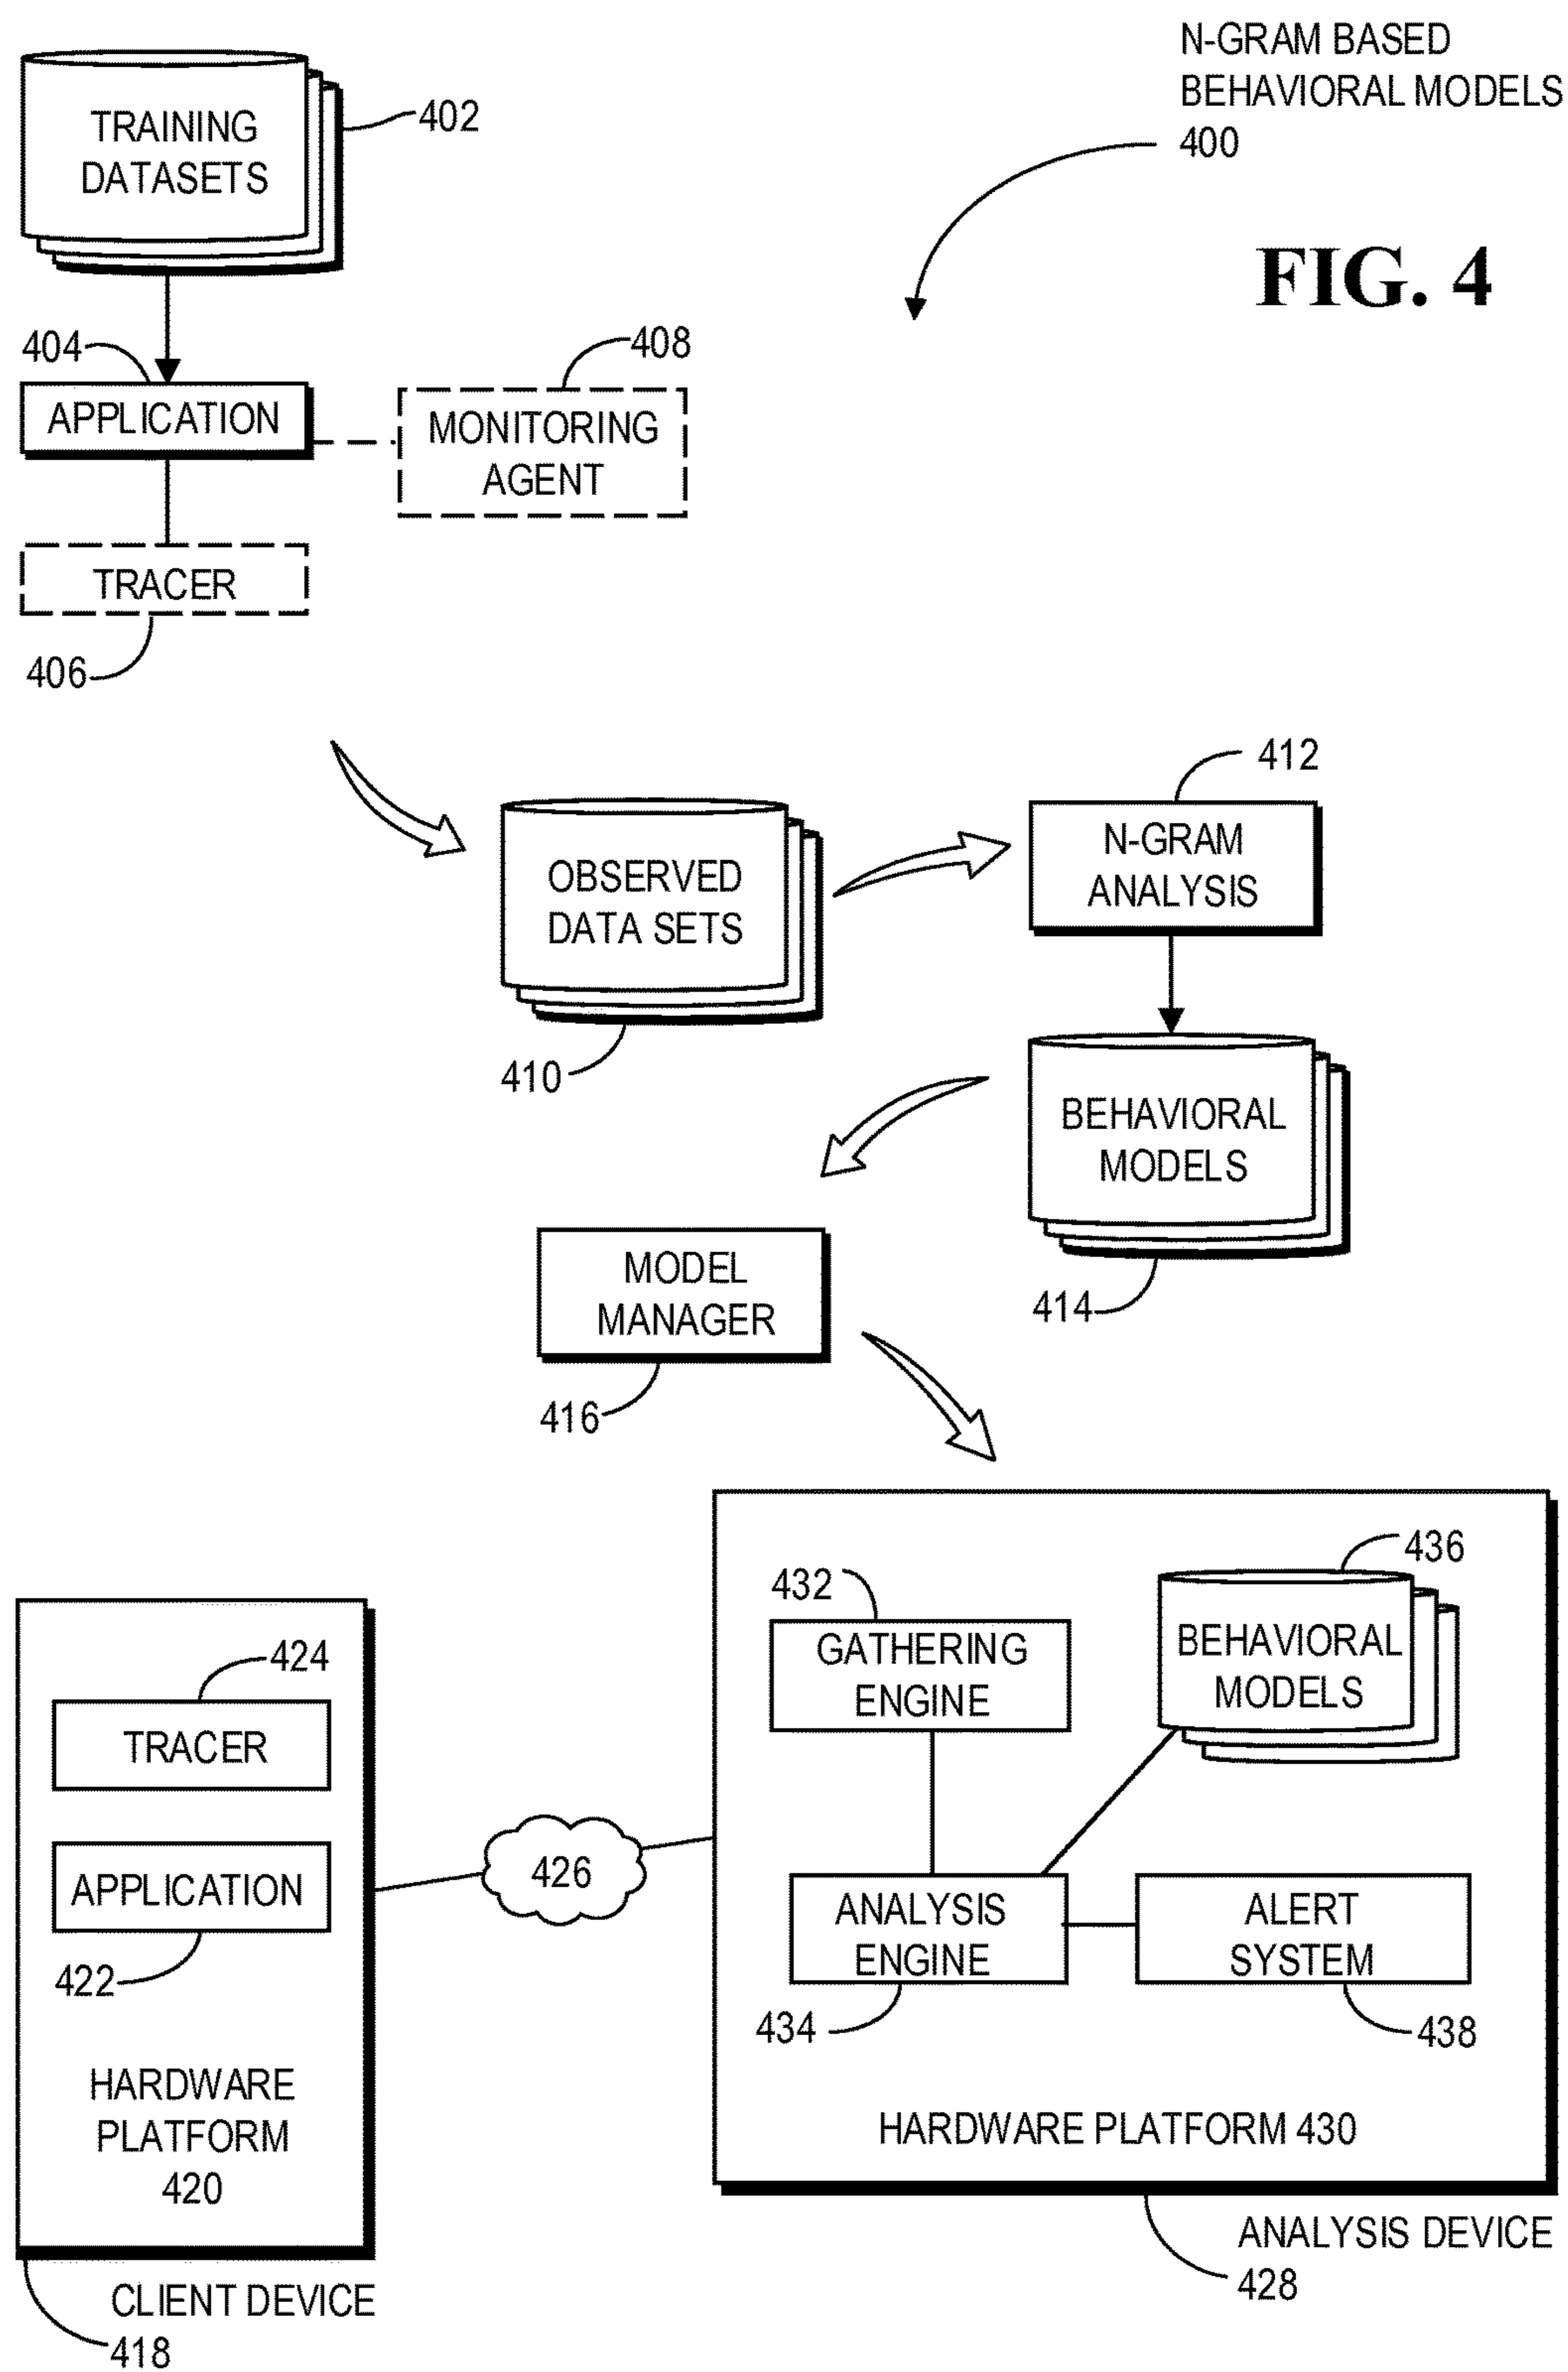 N-GRAM BASED
BEHAVIORAL MODELS
400
FIG. 4
TRAINING
DATASETS
402
404
APPLICATION
408
MONITORING
AGENT
TRACER
406
412
N-GRAM
ANALYSIS
OBSERVED
DATA SETS
410
BEHAVIORAL
MODELS
414
MODEL
MANAGER
416
424
TRACER
APPLICATION
422
HARDWARE
PLATFORM
420
CLIENT DEVICE
418
426
432
GATHERING
ENGINE
436
BEHAVIORAL
MODELS
ANALYSIS
ENGINE
434
ALERT
SYSTEM
438
HARDWARE PLATFORM 430
ANALYSIS DEVICE
428